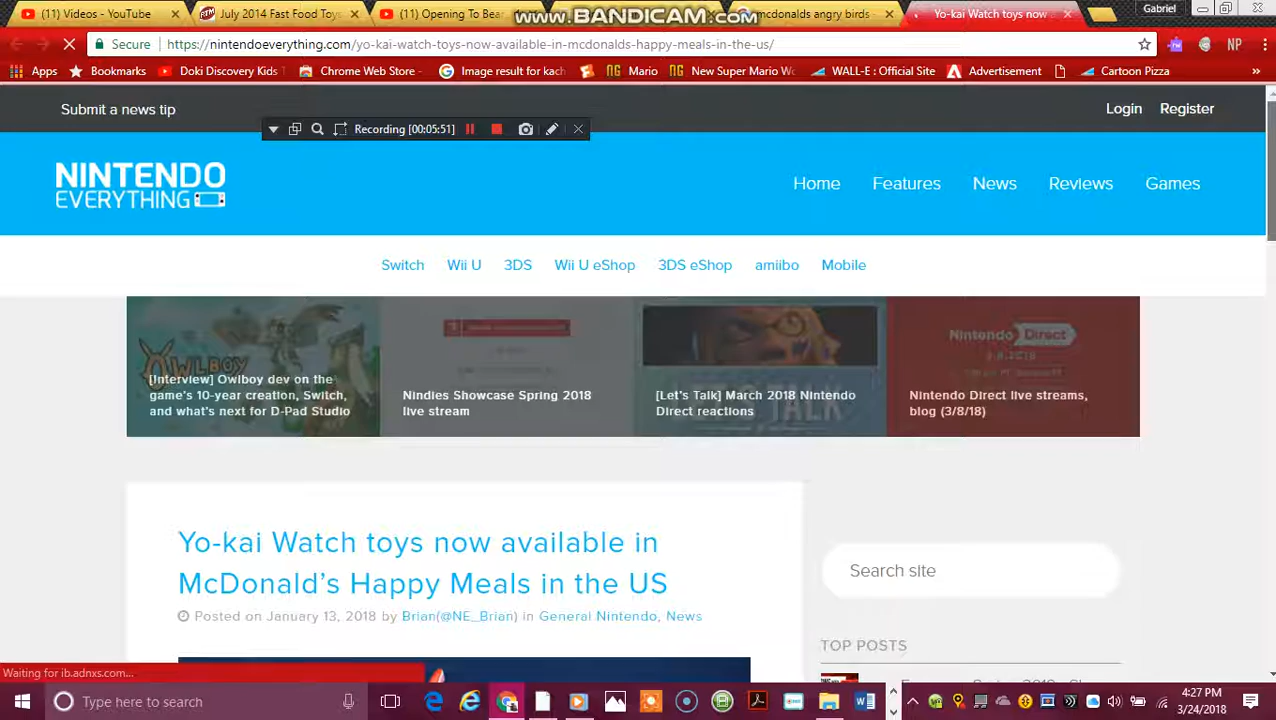 (11) Videos - YouTube
July 2014 Fast Food Toys
(11) Opening To Bea
www.BANDICAM.com
mcdonalds angry birds
Yo-kai Watch toys now
Gabriel
Secure
https://nintendoeverything.com/yo-kai-watch-toys-now-available-in-mcdonalds-happy-meals-in-the-us/
NP
Apps
Bookmarks
Doki Discovery Kids
Chrome Web Store -
Image result for kach
Mario
New Super Mario Wo
WALL-E : Official Site
Advertisement
Cartoon Pizza
»
Submit a news tip
Login
Register
Recording [00:05:51]
NINTENDO
EVERYTHING
Home
Features
News
Reviews
Games
Switch
Wii U
3DS
Wii U eShop
3DS eShop
amiibo
Mobile
OWLBOY
[Interview] Owlboy dev on the
game's 10-year creation, Switch,
and what's next for D-Pad Studio
Nindies Showcase Spring 2018
live stream
[Let's Talk] March 2018 Nintendo
Direct reactions
Nintendo Direct
Nintendo Direct live streams,
blog (3/8/18)
Yo-kai Watch toys now available in
McDonald's Happy Meals in the US
Posted on January 13, 2018 by Brian(@NE_Brian) in General Nintendo, News
Search site
TOP POSTS
Waiting for ib.adnxs.com...
Type here to search
4:27 PM
3/24/2018